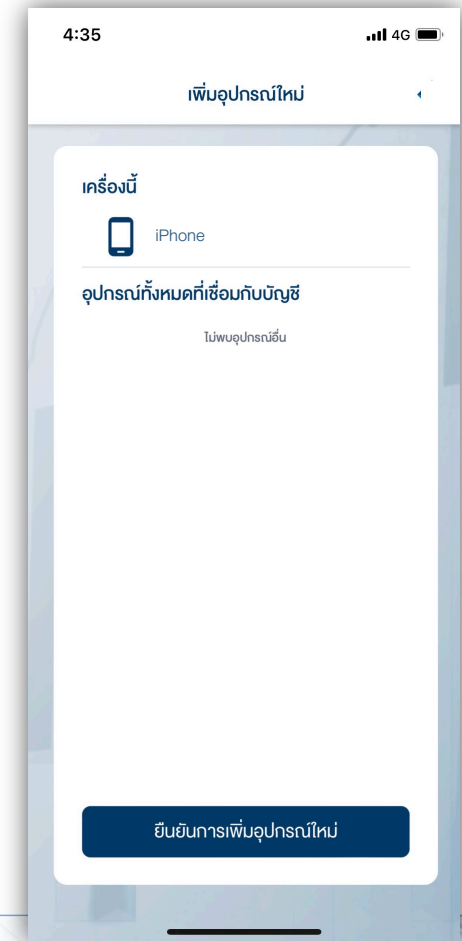 4:35
4G
เพิ่มอุปกรณ์ใหม่
เครื่องนี้
iPhone
อุปกรณ์ทั้งหมดที่เชื่อมกับบัญชี
ไม่พบอุปกรณ์อื่น
ยืนยันการเพิ่มอุปกรณ์ใหม่